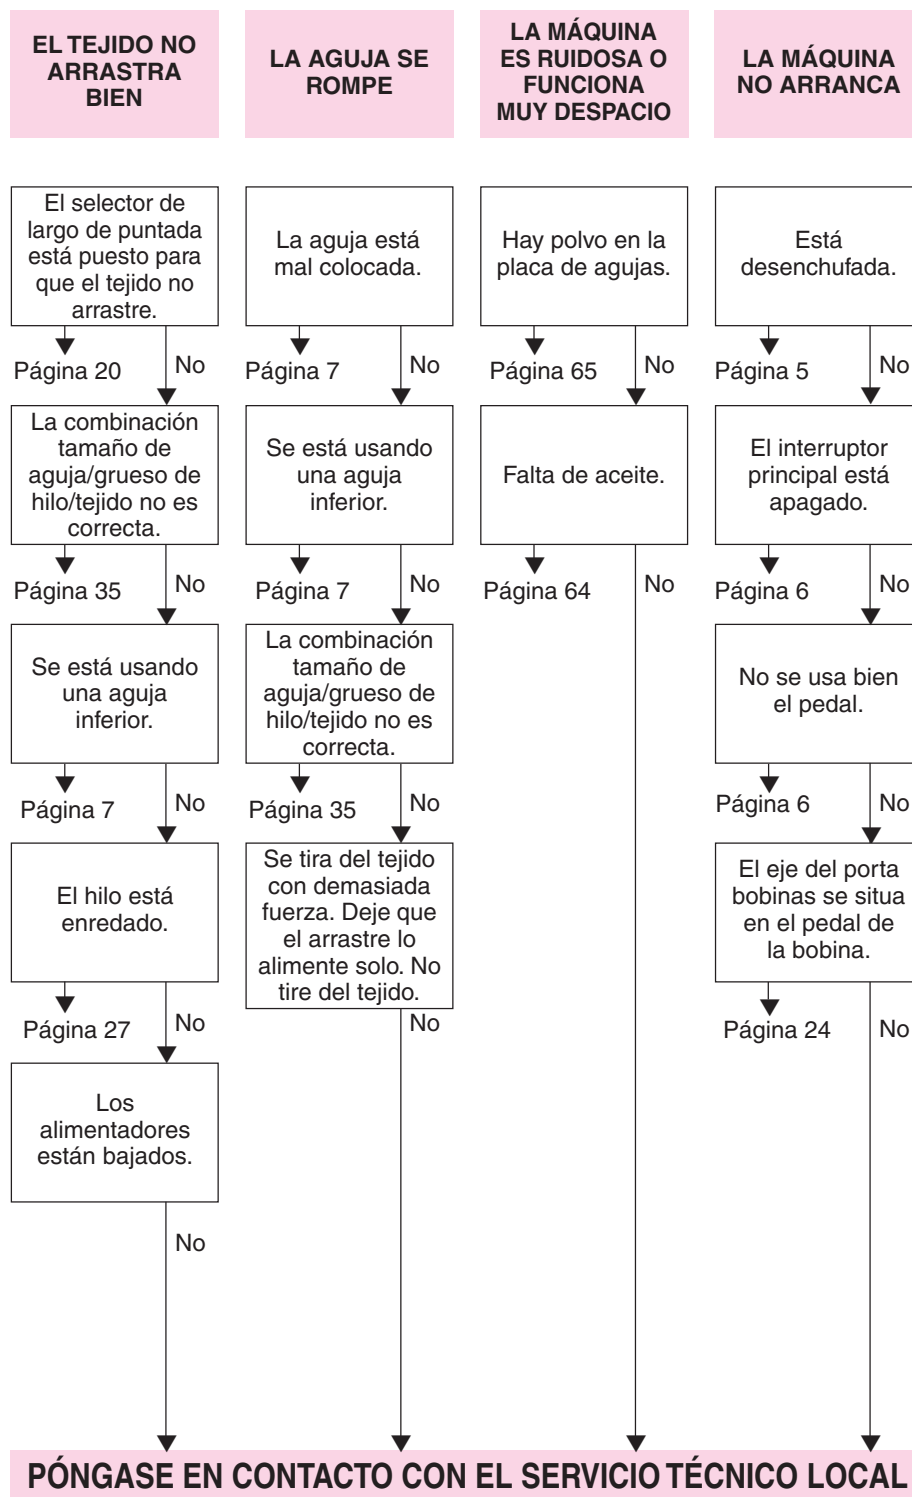 EL TEJIDO NO
ARRASTRA
BIEN
El selector de
largo de puntada
está puesto para
que el tejido no
arrastre.
Página 20
No
La combinación
tamaño de
aguja/grueso de
hilo/tejido no es
correcta.
Página 35
No
Se está usando
una aguja
inferior.
Página 7
No
El hilo está
enredado.
Página 27
No
Los
alimentadores
están bajados.
No
LA AGUJA SE
ROMPE
La aguja está
mal colocada.
Página 7
No
Se está usando
una aguja
inferior.
Página 7
No
La combinación
tamaño de
aguja/grueso de
hilo/tejido no es
correcta.
Página 35
No
Se tira del tejido
con demasiada
fuerza. Deje que
el arrastre lo
alimente solo. No
tire del tejido.
No
LA MÁQUINA
ES RUIDOSA O
FUNCIONA
MUY DESPACIO
Hay polvo en la
placa de agujas.
Página 65
No
Falta de aceite.
Página 64
No
LA MÁQUINA
NO ARRANCA
Está
desenchufada.
Página 5
No
El interruptor
principal está
apagado.
Página 6
No
No se usa bien
el pedal.
Página 6
No
El eje del porta
bobinas se situa
en el pedal de
la bobina.
Página 24
No
PÓNGASE EN CONTACTO CON EL SERVICIO TÉCNICO LOCAL